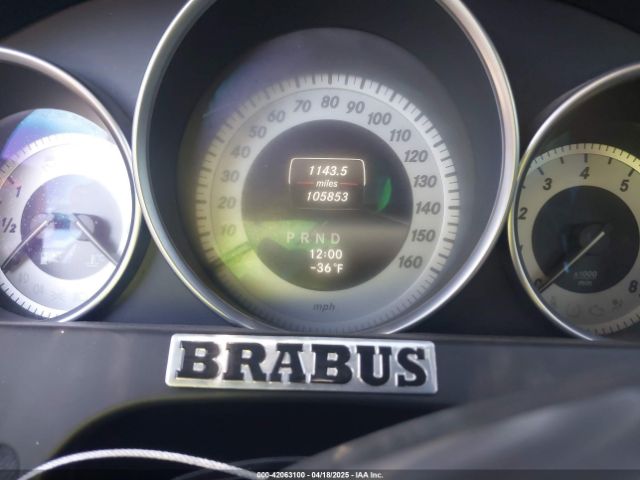 10 20 30 40 50 60 70 80 90 100 110 120 130 140 150 160
1143.5
miles
105853
PRND
12:00
-36°F
mph
1
1/2
2 3 4 5 6
8
x1000
BRABUS
000-42063100 - 04/18/2025 - IAA Inc.